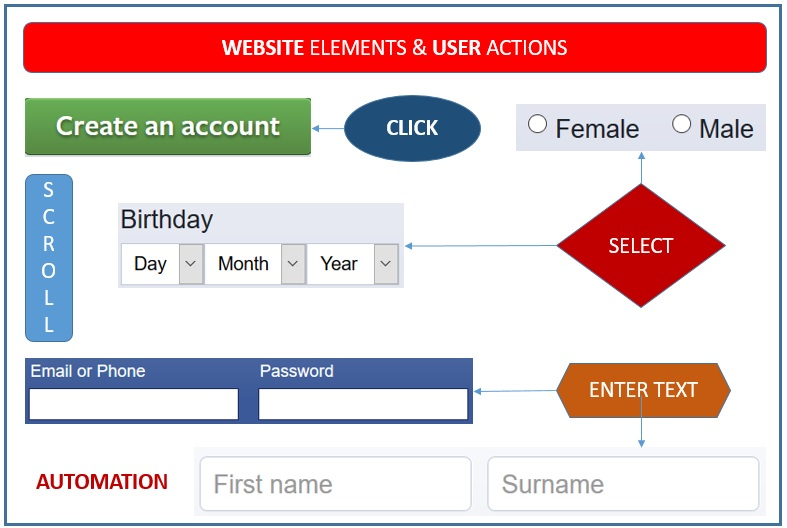 WEBSITE ELEMENTS & USER ACTIONS
Create an account
CLICK
Female
Male
SCROLL
Birthday
Day
Month
Year
SELECT
Email or Phone
Password
ENTER TEXT
AUTOMATION
First name
Surname